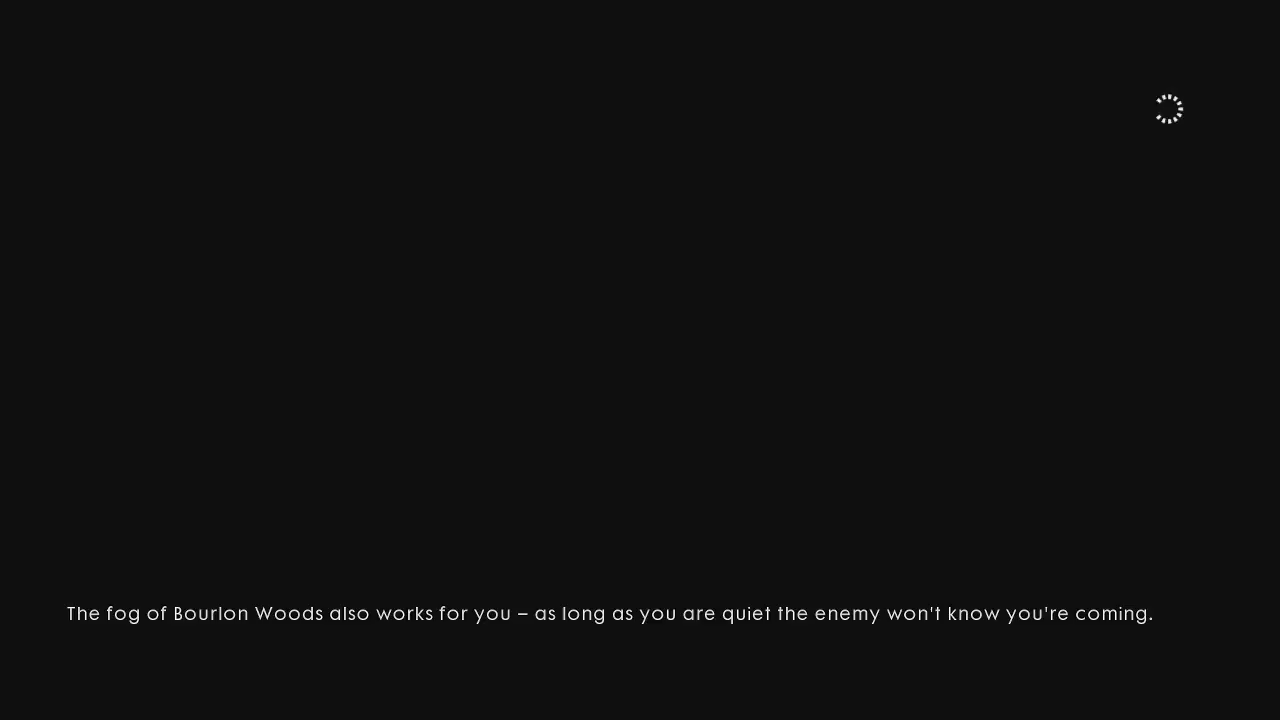 The fog of Bourlon Woods also works for you – as long as you are quiet the enemy won't know you're coming.